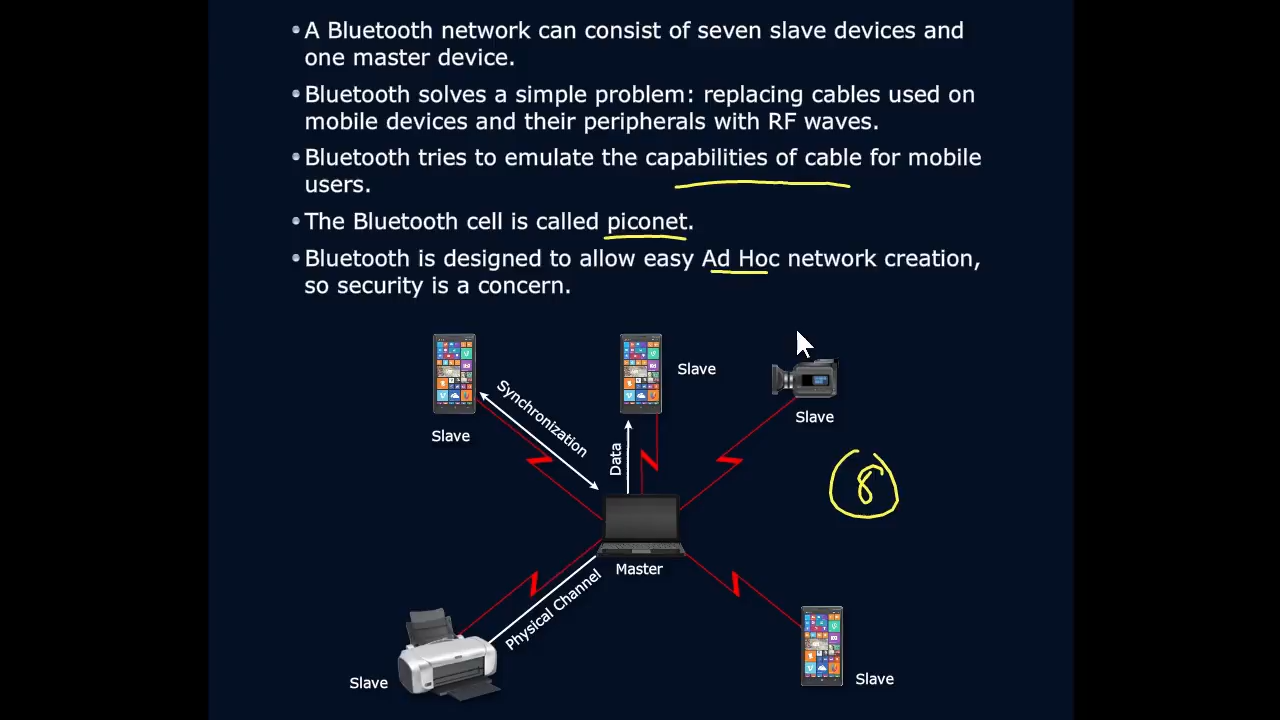 •A Bluetooth network can consist of seven slave devices and
one master device.
•Bluetooth solves a simple problem: replacing cables used on
mobile devices and their peripherals with RF waves.
•Bluetooth tries to emulate the capabilities of cable for mobile
users.
•The Bluetooth cell is called piconet.
•Bluetooth is designed to allow easy Ad Hoc network creation,
so security is a concern.
Slave
Synchronization
Slave
Data
Slave
8
Master
Physical Channel
Slave
Slave